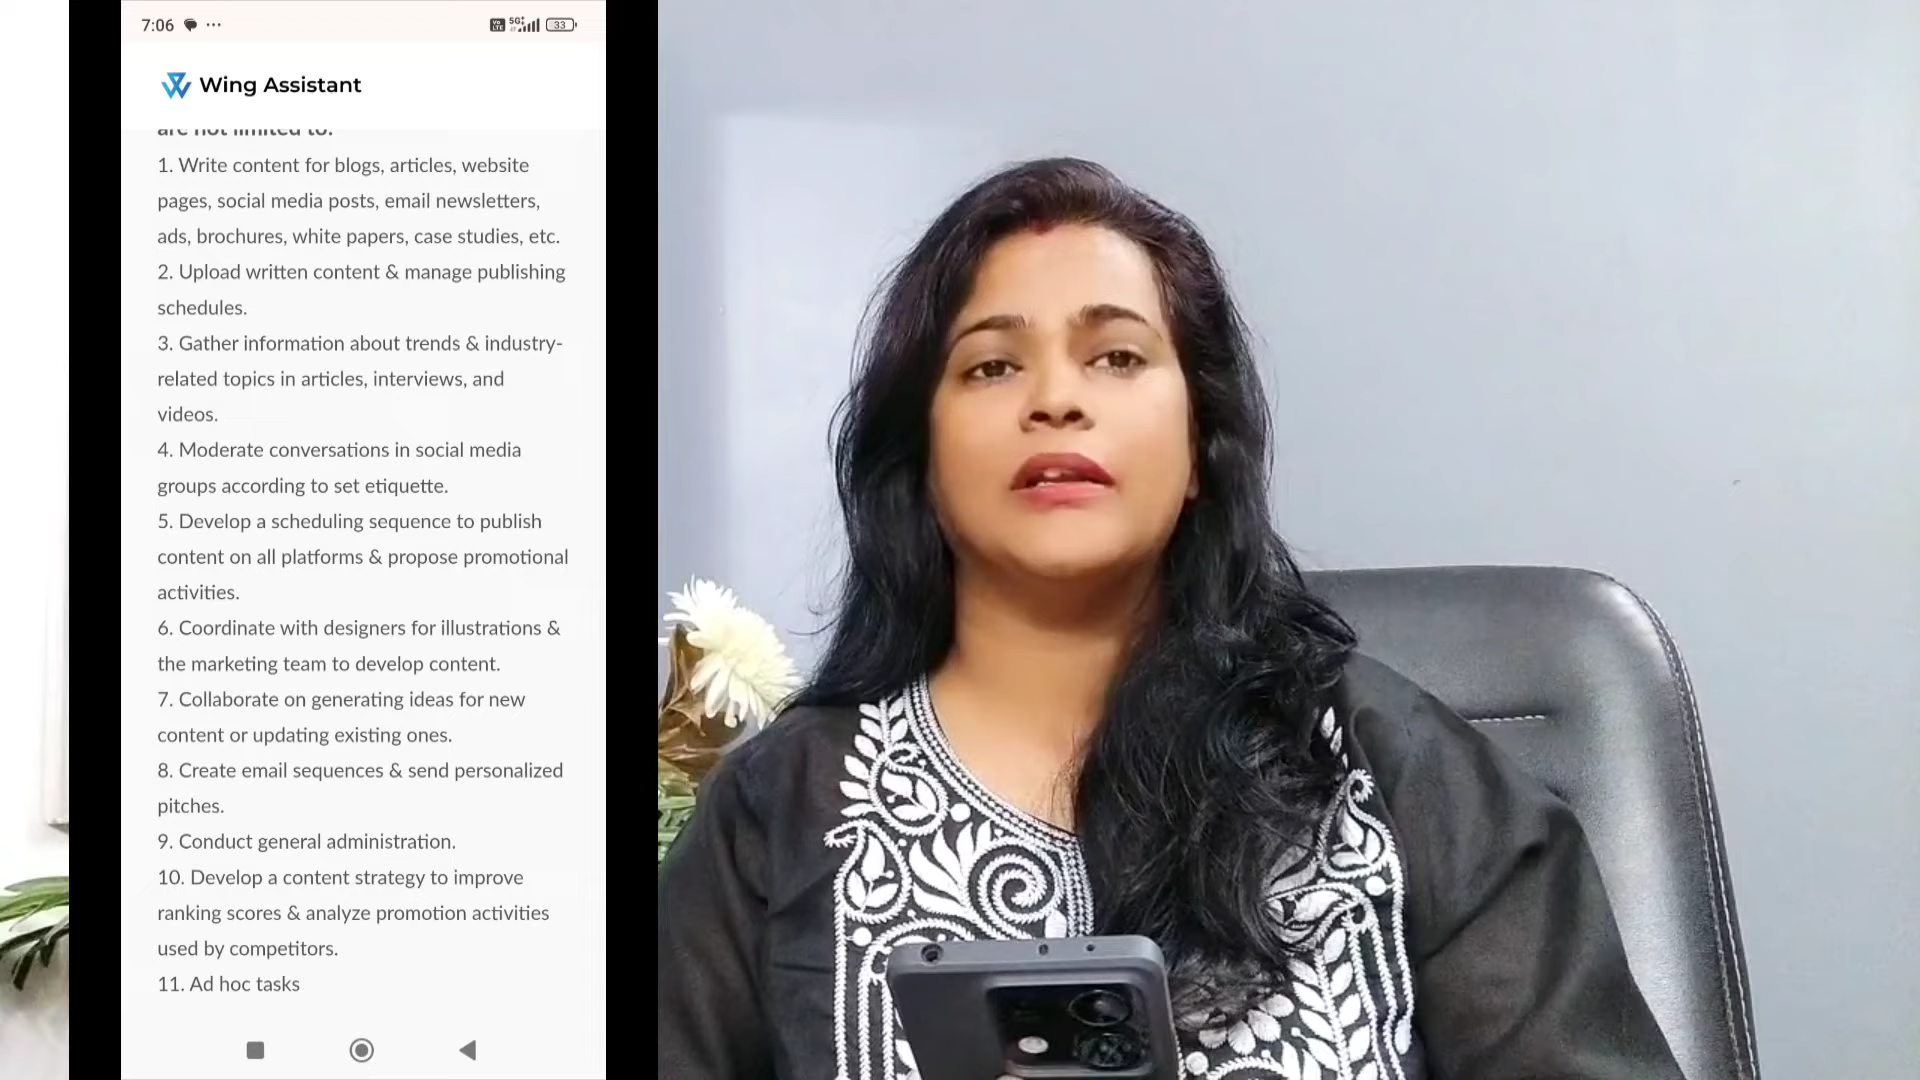 7:06
5G
33
Wing Assistant
are not limited to:
1. Write content for blogs, articles, website
pages, social media posts, email newsletters,
ads, brochures, white papers, case studies, etc.
2. Upload written content & manage publishing
schedules.
3. Gather information about trends & industry-
related topics in articles, interviews, and
videos.
4. Moderate conversations in social media
groups according to set etiquette.
5. Develop a scheduling sequence to publish
content on all platforms & propose promotional
activities.
6. Coordinate with designers for illustrations &
the marketing team to develop content.
7. Collaborate on generating ideas for new
content or updating existing ones.
8. Create email sequences & send personalized
pitches.
9. Conduct general administration.
10. Develop a content strategy to improve
ranking scores & analyze promotion activities
used by competitors.
11. Ad hoc tasks